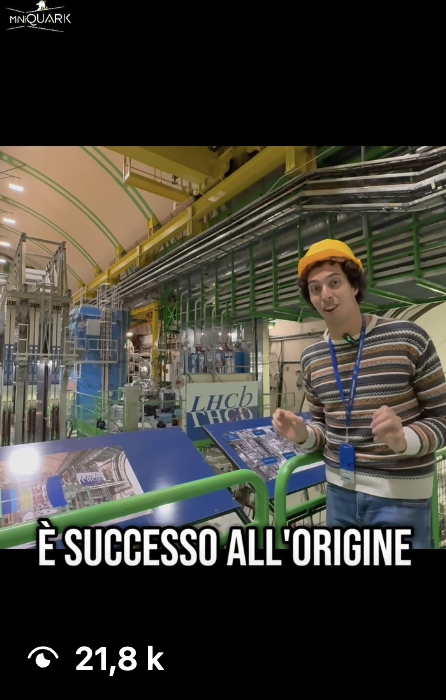 MINIQUARK
LHCb
LHCb
È SUCCESSO ALL'ORIGINE
21,8 k